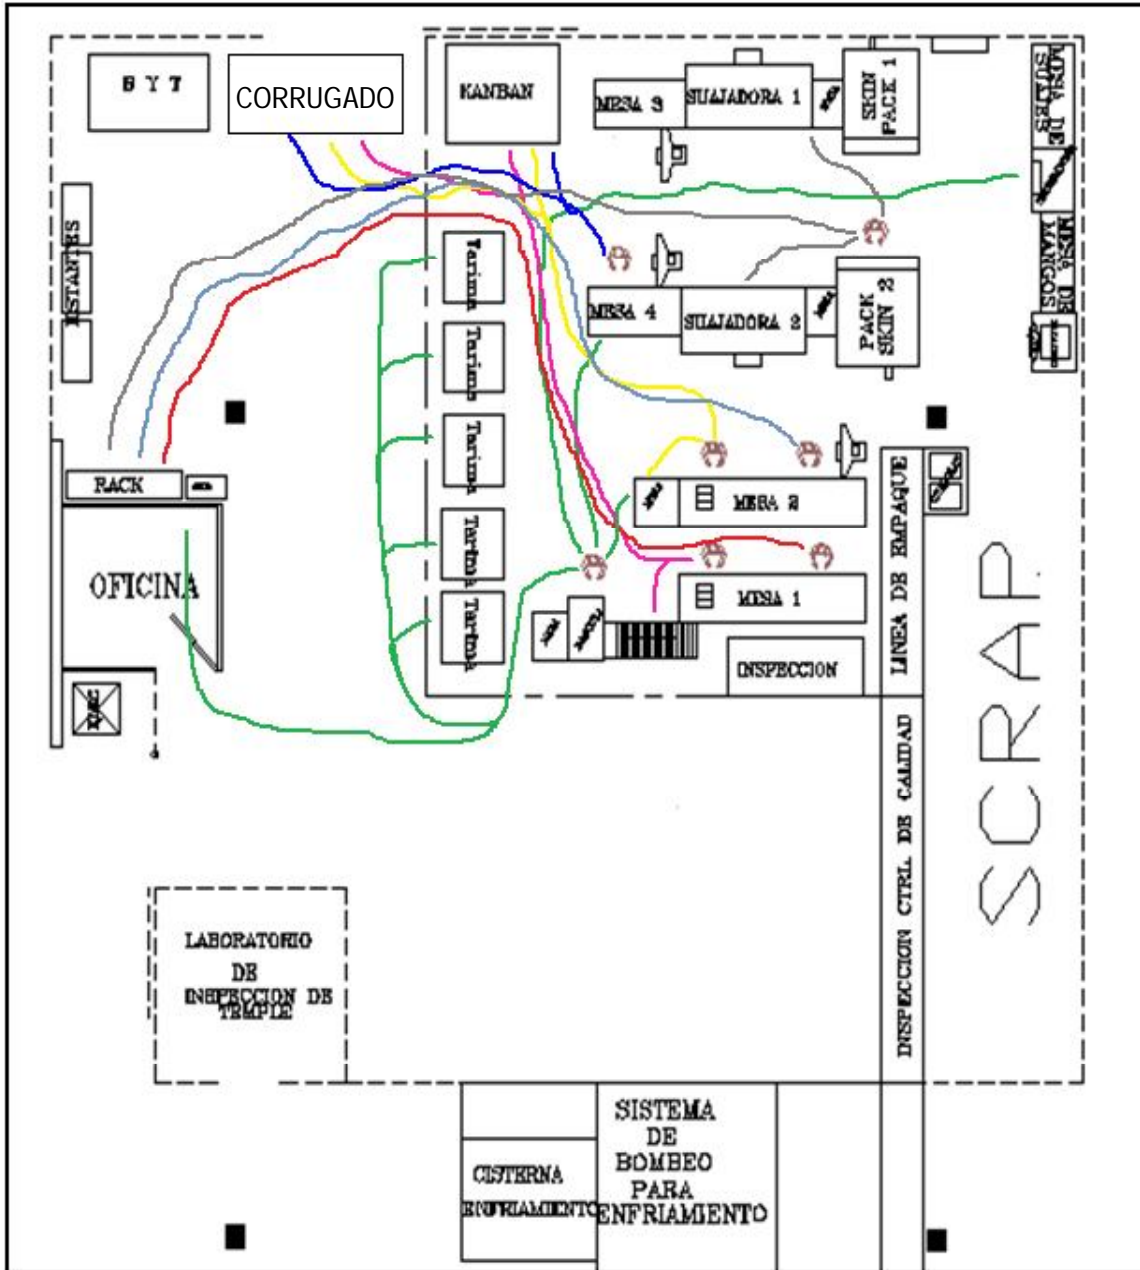 CORRUGADO
KANBAN
MESA 3
SUAJADORA 1
SKIN
PACK 1
MESA DE
SUAJES
ESTANTES
Tarima
Tarima
Tarima
Tarima
Tarima
MESA 4
SUAJADORA 2
PACK
SKIN 2
MESA DE
MANGOS
RACK
OFICINA
MESA 2
MESA 1
INSPECCION
LINEA DE EMPAQUE
INSPECCION CTRL. DE CALIDAD
SCRAP
LABORATORIO
DE
INSPECCION DE
TEMPLE
CISTERNA
ENFRIAMIENTO
SISTEMA
DE
BOMBEO
PARA
ENFRIAMIENTO